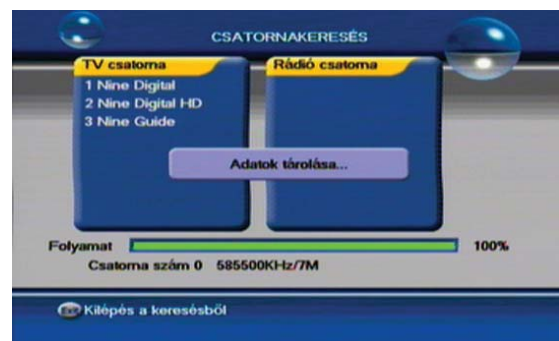 CSATORNAKERESÉS
TV csatorna
Rádió csatorna
1 Nine Digital
2 Nine Digital HD
3 Nine Guide
Adatok tárolása...
Folyamat
100%
Csatorna szám 0 585500KHz/7M
Kilépés a keresésből